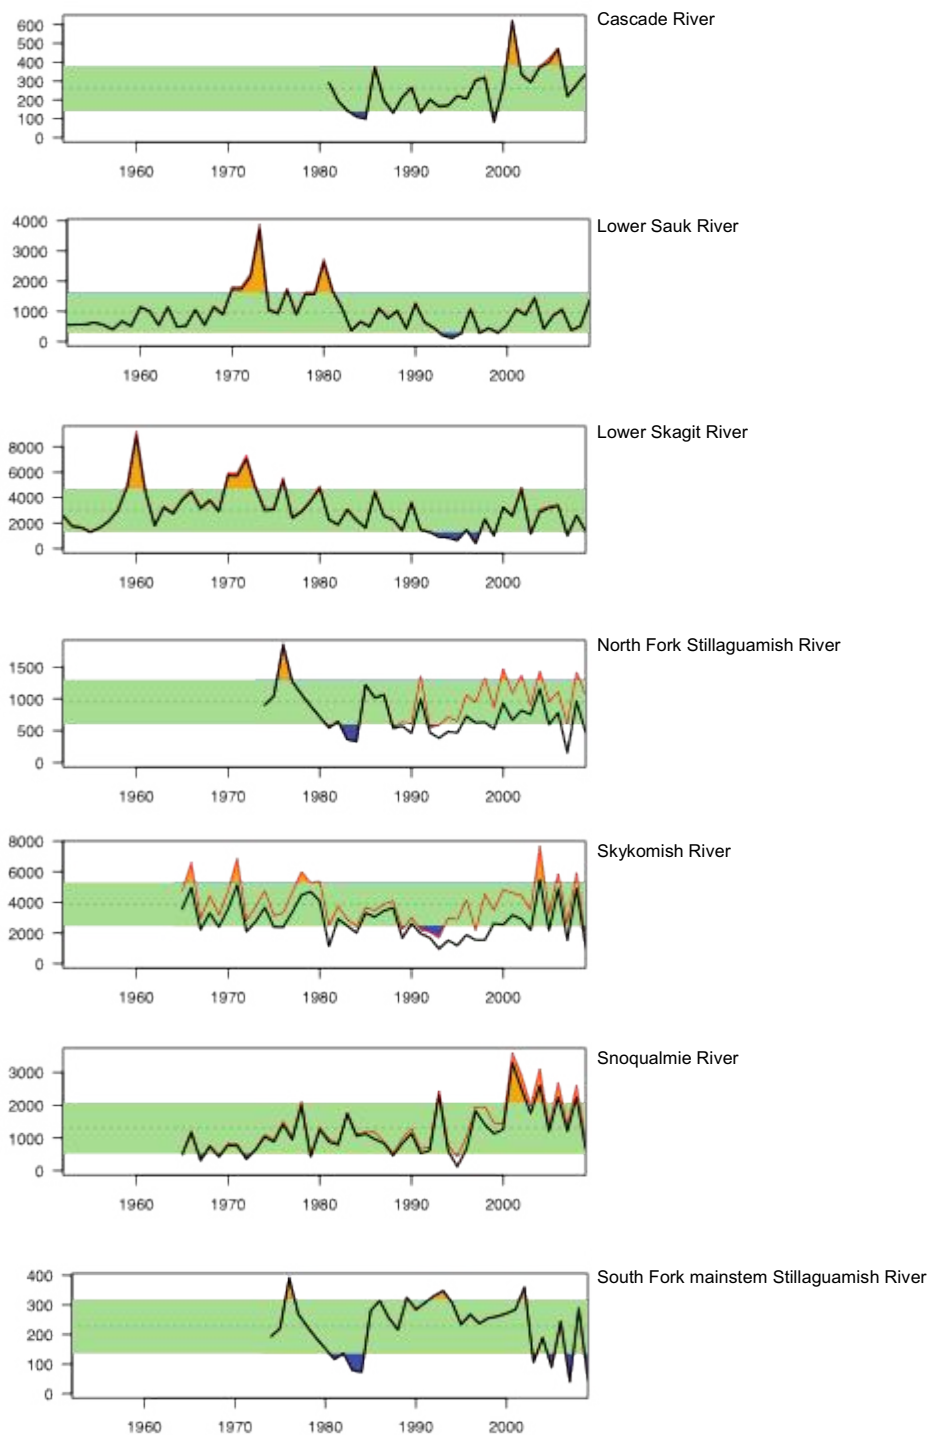 Cascade River
600
500
400
300
200
100
0
1960 1970 1980 1990 2000
Lower Sauk River
4000
3000
2000
1000
0
1960 1970 1980 1990 2000
Lower Skagit River
8000
6000
4000
2000
0
1960 1970 1980 1990 2000
North Fork Stillaguamish River
1500
1000
500
0
1960 1970 1980 1990 2000
Skykomish River
8000
6000
4000
2000
0
1960 1970 1980 1990 2000
Snoqualmie River
3000
2000
1000
0
1960 1970 1980 1990 2000
South Fork mainstem Stillaguamish River
400
300
200
100
0
1960 1970 1980 1990 2000